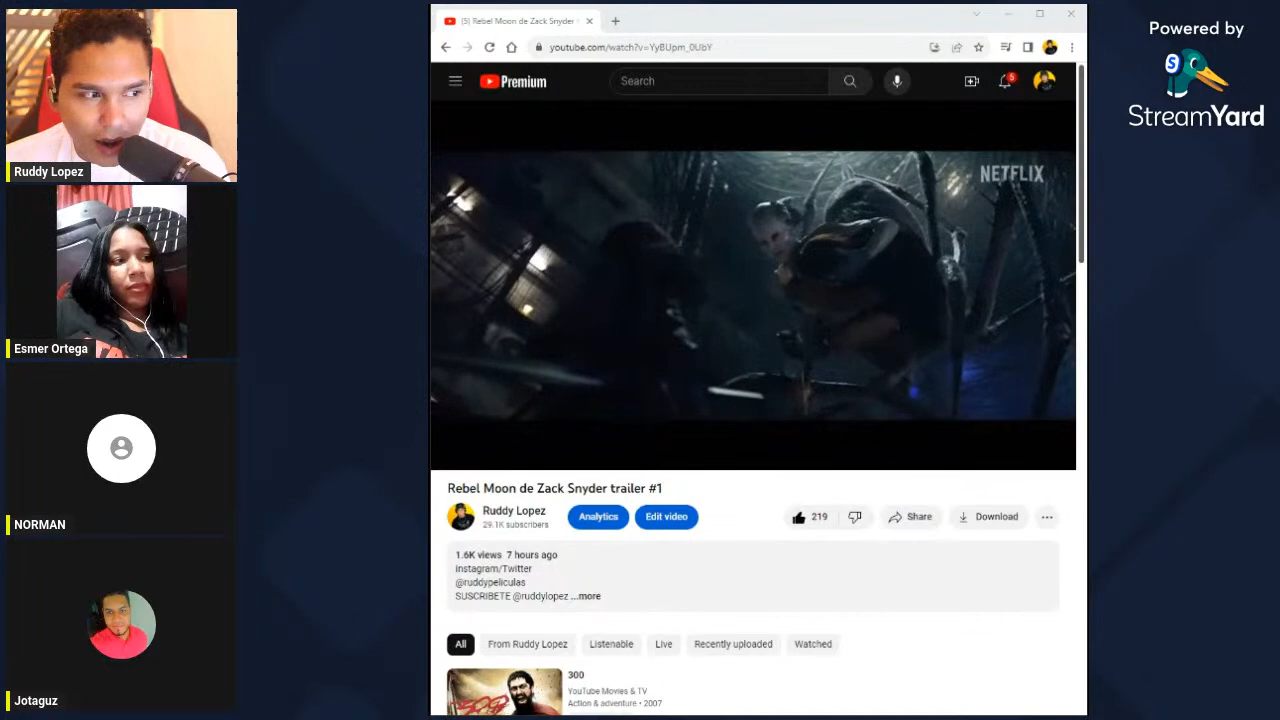 Ruddy Lopez
Esmer Ortega
NORMAN
Jotaguz
(5) Rebel Moon de Zack Snyder
youtube.com/watch?v=YyBUpm_0UbY
Premium
Search
5
NETFLIX
Rebel Moon de Zack Snyder trailer #1
Ruddy Lopez
29.1K subscribers
Analytics
Edit video
219
Share
Download
1.6K views 7 hours ago
Instagram/Twitter
@ruddypeliculas
SUSCRIBETE @ruddylopez ...more
All
From Ruddy Lopez
Listenable
Live
Recently uploaded
Watched
300
YouTube Movies & TV
Action & adventure • 2007
Powered by
S
StreamYard